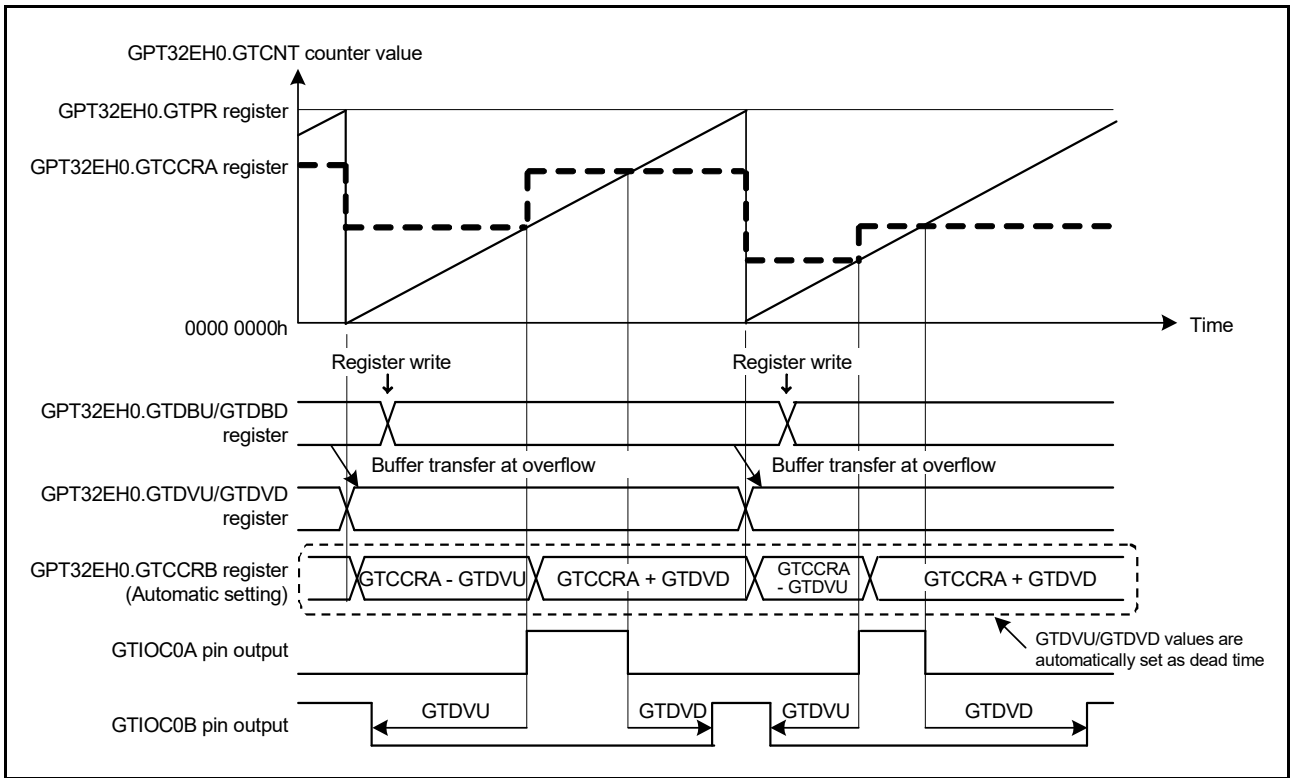 GPT32EH0.GTCNT counter value
GPT32EH0.GTPR register
GPT32EH0.GTCCRA register
0000 0000h
Time
Register write
Register write
GPT32EH0.GTDBU/GTDBD
register
Buffer transfer at overflow
Buffer transfer at overflow
GPT32EH0.GTDVU/GTDVD
register
GPT32EH0.GTCCRB register
(Automatic setting)
GTCCRA - GTDVU
GTCCRA + GTDVD
GTCCRA
- GTDVU
GTCCRA + GTDVD
GTIOC0A pin output
GTDVU/GTDVD values are
automatically set as dead time
GTIOC0B pin output
GTDVU
GTDVD
GTDVU
GTDVD